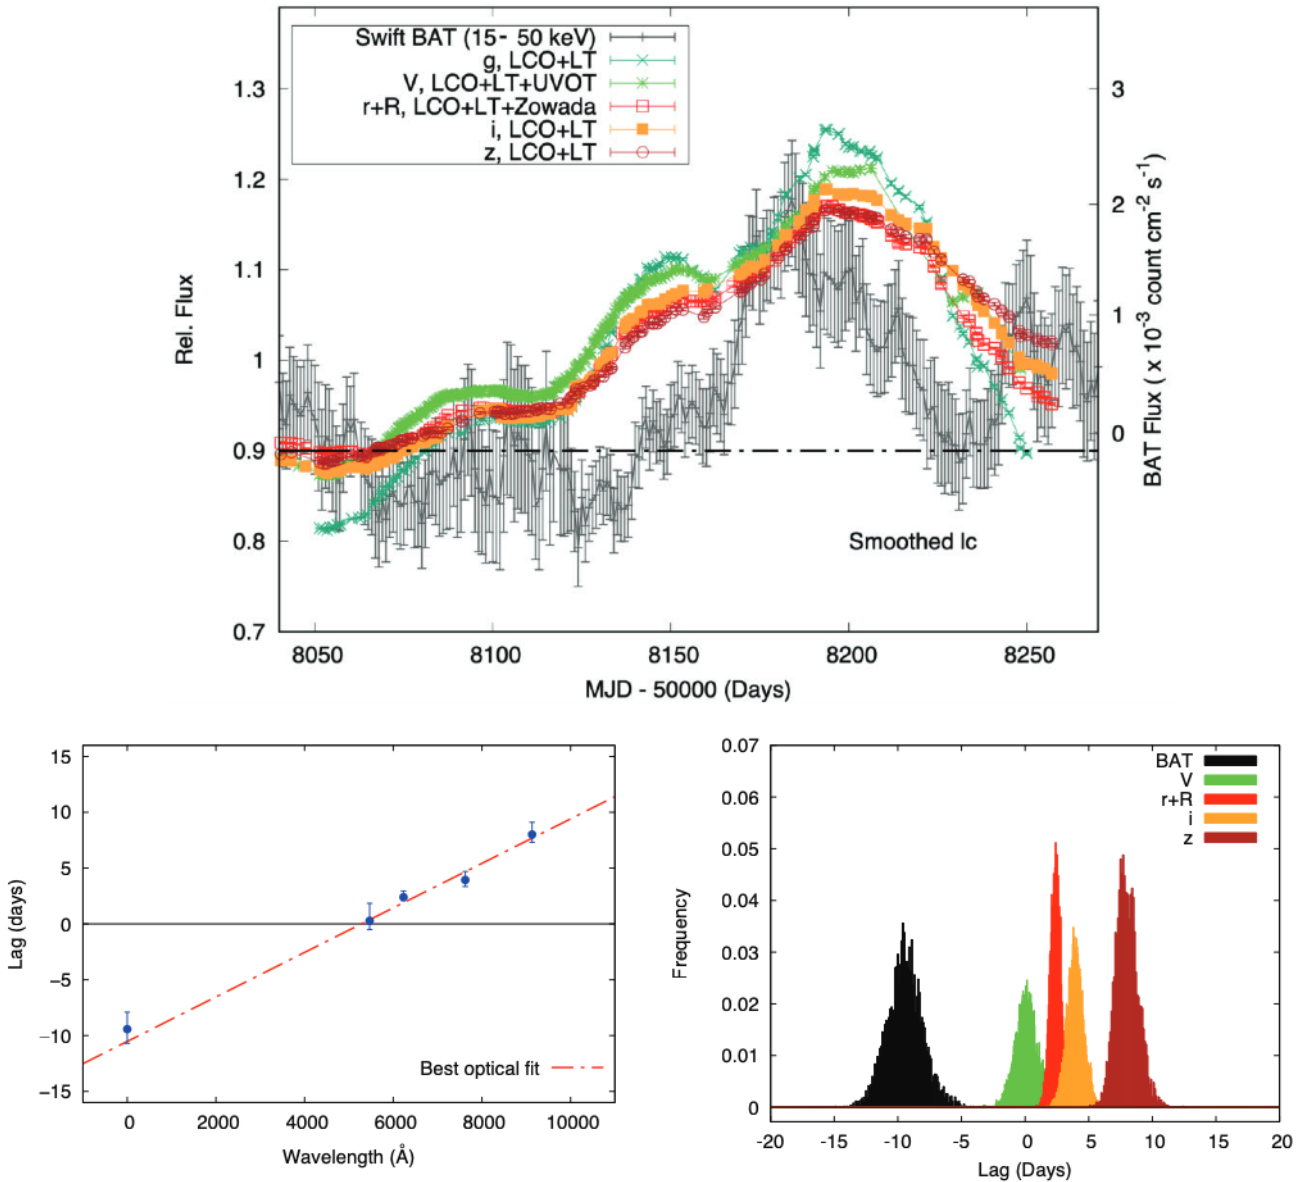 Swift BAT (15- 50 keV)
g, LCO+LT
V, LCO+LT+UVOT
r+R, LCO+LT+Zowada
i, LCO+LT
z, LCO+LT
1.3
1.2
1.1
1
0.9
0.8
0.7
Rel. Flux
3
2
1
0
BAT Flux ( x 10⁻³ count cm⁻² s⁻¹)
Smoothed lc
8050 8100 8150 8200 8250
MJD - 50000 (Days)
15
10
5
0
−5
−10
−15
Lag (days)
Best optical fit
0 2000 4000 6000 8000 10000
Wavelength (Å)
0.07
0.06
0.05
0.04
0.03
0.02
0.01
0
Frequency
BAT
V
r+R
i
z
-20 -15 -10 -5 0 5 10 15 20
Lag (Days)